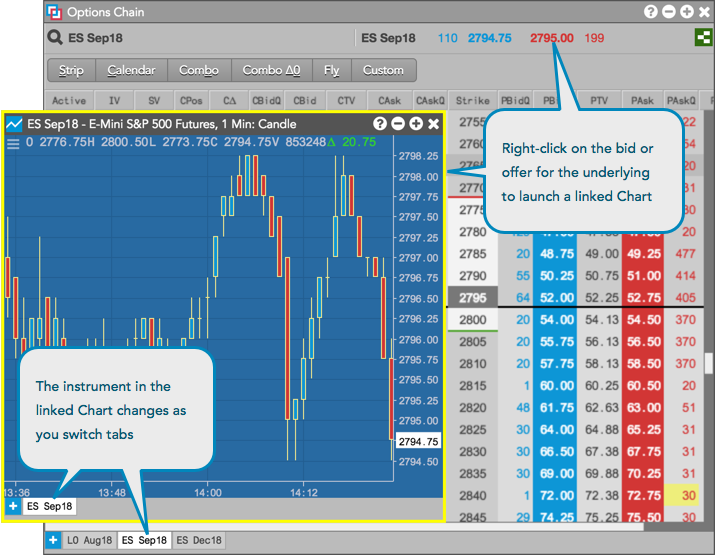 Options Chain
ES Sep18 ES Sep18 110 2794.75 2795.00 199
Strip Calendar Combo Combo Δ0 Fly Custom
Active IV SV CPos CΔ CBidQ CBid CTV CAsk CAskQ Strike PBidQ PTV PAsk PAskQ
ES Sep18 - E-Mini S&P 500 Futures, 1 Min: Candle
O 2776.75H 2800.50L 2773.75C 2794.75V 853248Δ 20.75
Right-click on the bid or
offer for the underlying
to launch a linked Chart
2798.25
2798.00
2797.75
2797.50
2797.25
2797.00
2796.75
2796.50
2796.25
2796.00
2795.75
2795.50
2795.25
2795.00
2794.75
2794.50
2755
2760
2765
2770
2775
2780 20
2785 20 48.75 49.00 49.25 477
2790 55 50.25 50.75 51.00 414
2795 64 52.00 52.25 52.75 405
2800 20 54.00 54.13 54.50 370
2805 20 55.75 56.13 56.50 370
2810 20 57.75 58.13 58.50 370
2815 1 60.00 60.25 60.50 20
2820 48 61.75 62.63 63.00 51
2825 30 64.00 64.88 65.25 31
2830 30 66.50 67.38 67.75 31
2835 30 69.00 69.88 70.25 31
2840 1 72.00 72.38 72.75 30
2845 29 74.25 75.25 75.50 30
The instrument in the
linked Chart changes as
you switch tabs
13:36 13:48 14:00 14:12
ES Sep18
LO Aug18 ES Sep18 ES Dec18